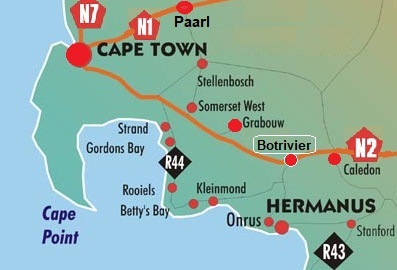 N7
N1
Paarl
CAPE TOWN
Stellenbosch
Somerset West
Grabouw
Strand
Gordons Bay
Botrivier
N2
R44
Caledon
Rooiels
Kleinmond
Betty's Bay
Cape
Point
HERMANUS
Onrus
Stanford
R43